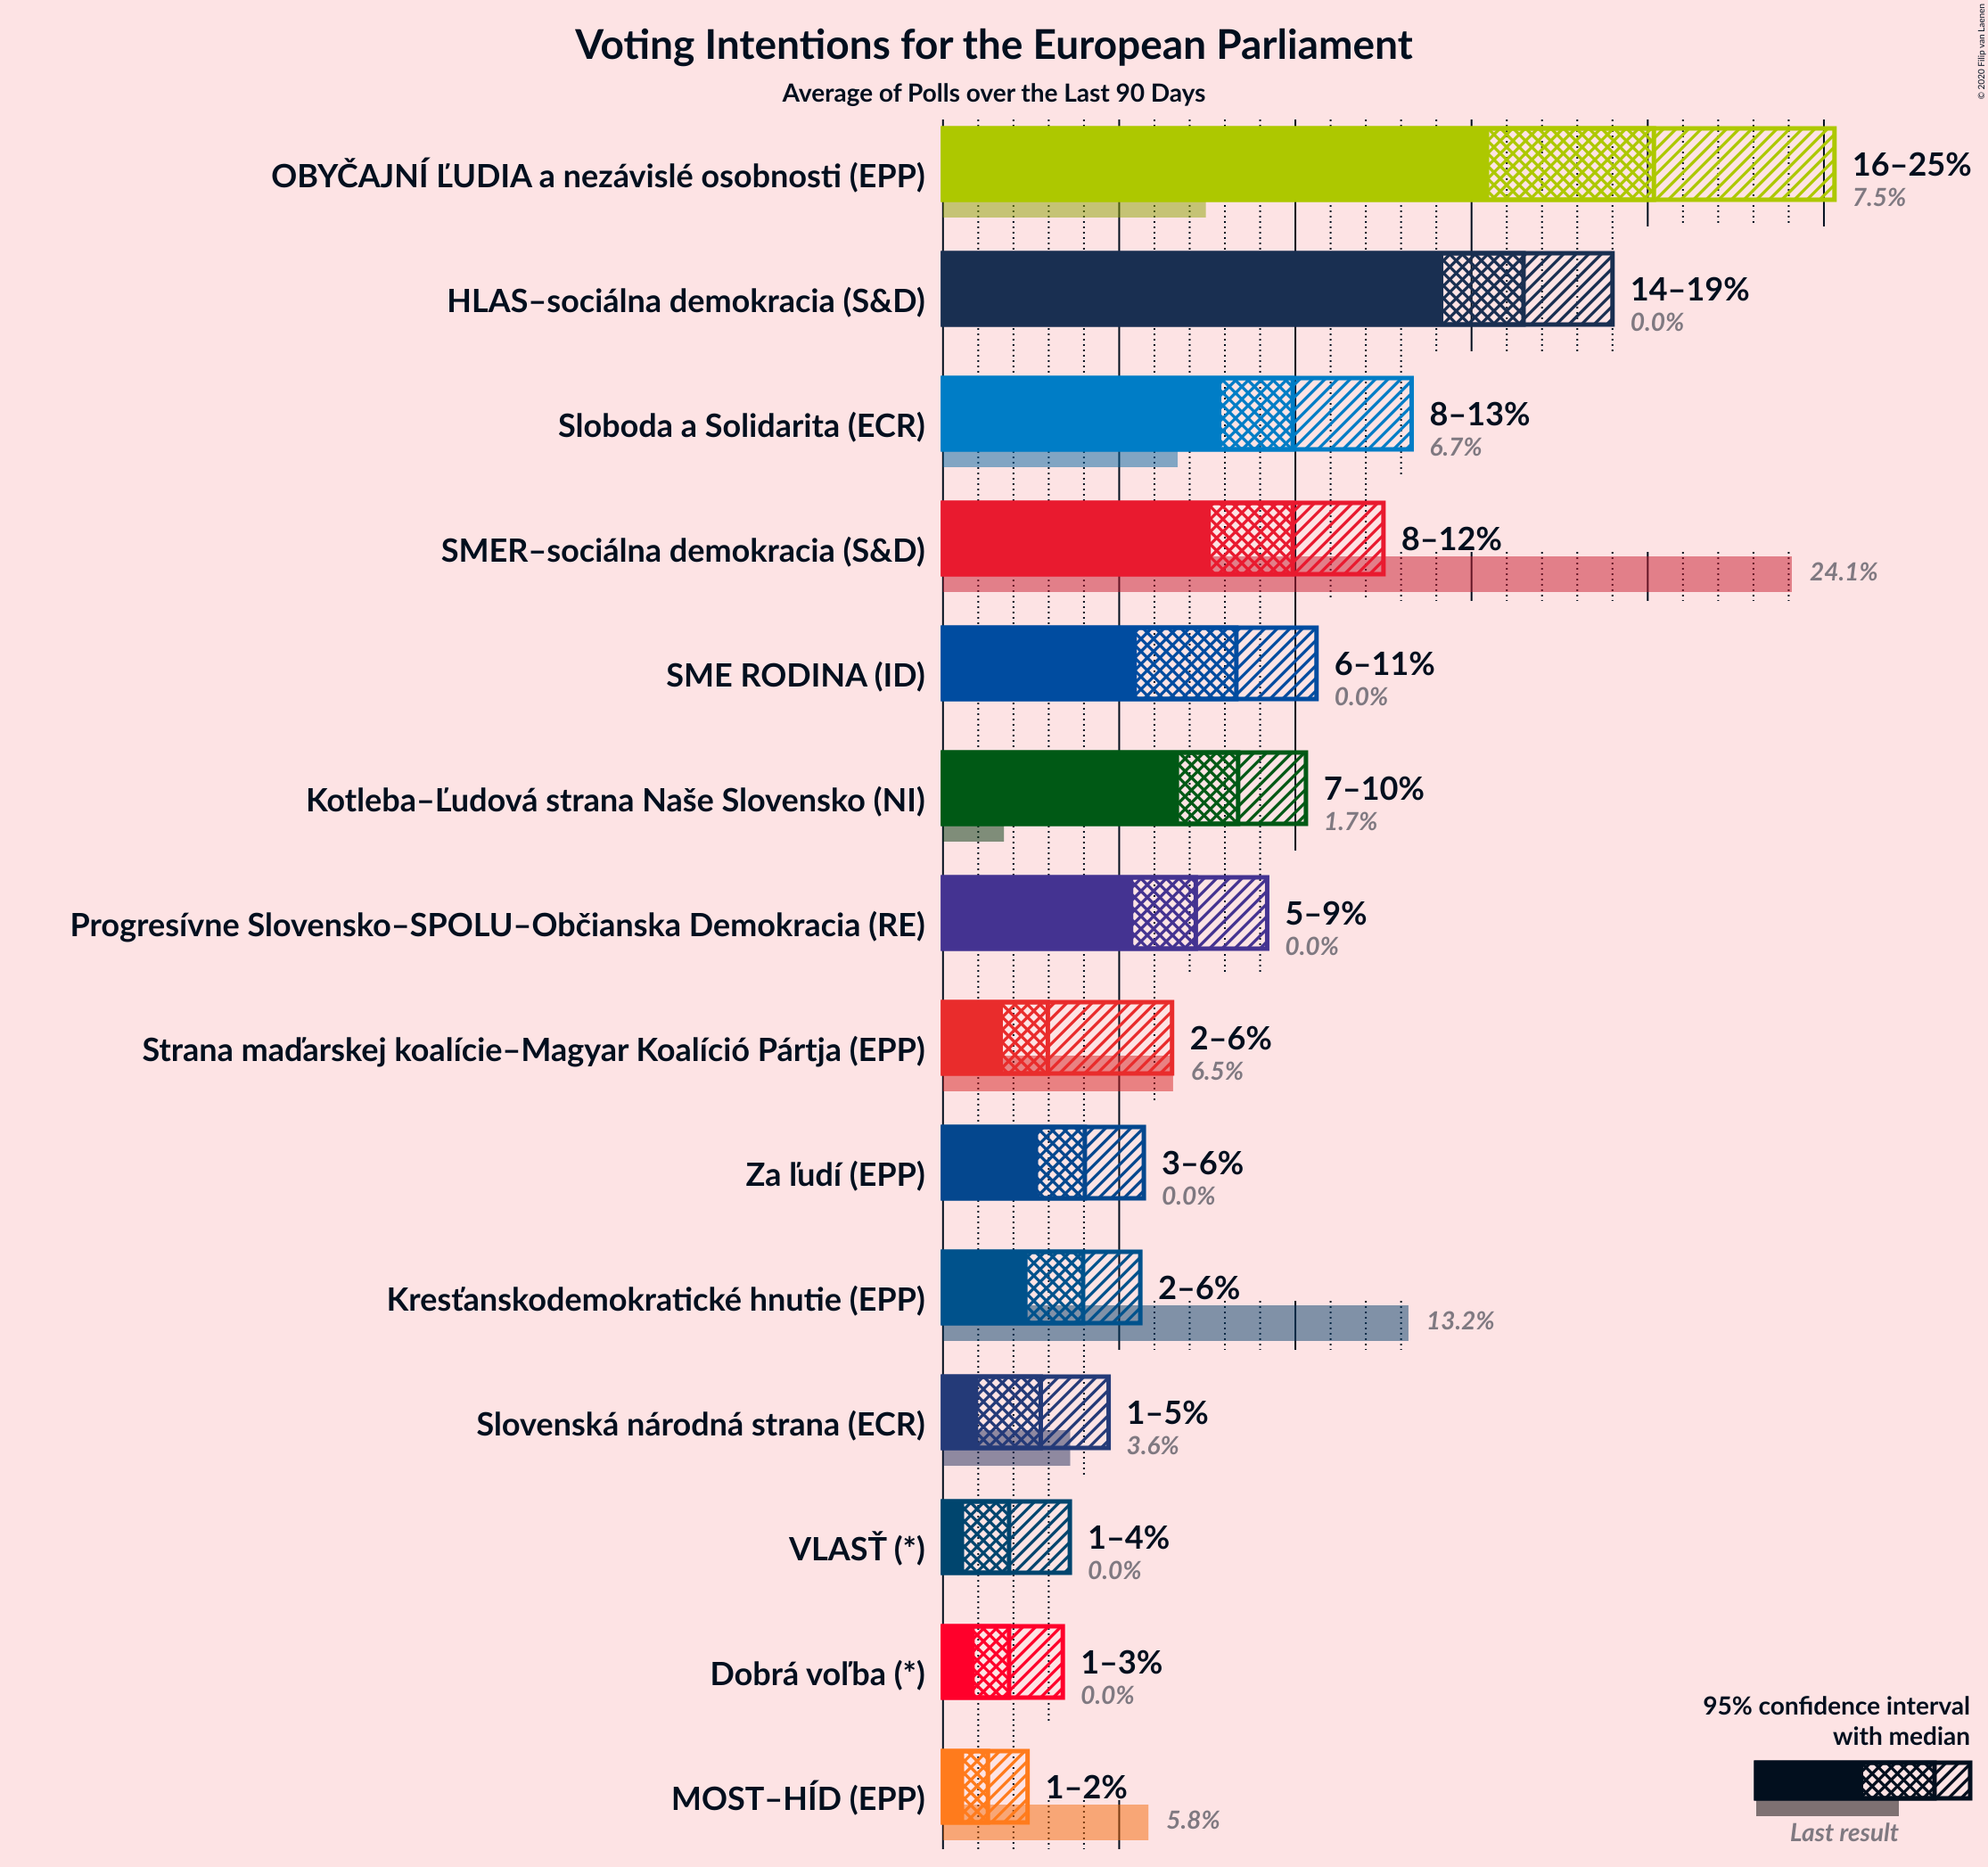 Voting Intentions for the European Parliament
Average of Polls over the Last 90 Days
© 2020 Filip van Laenen
OBYČAJNÍ ĽUDIA a nezávislé osobnosti (EPP)
16–25%
7.5%
HLAS–sociálna demokracia (S&D)
14–19%
0.0%
Sloboda a Solidarita (ECR)
8–13%
6.7%
SMER–sociálna demokracia (S&D)
8–12%
24.1%
SME RODINA (ID)
6–11%
0.0%
Kotleba–Ľudová strana Naše Slovensko (NI)
7–10%
1.7%
Progresívne Slovensko–SPOLU–Občianska Demokracia (RE)
5–9%
0.0%
Strana maďarskej koalície–Magyar Koalíció Pártja (EPP)
2–6%
6.5%
Za ľudí (EPP)
3–6%
0.0%
Kresťanskodemokratické hnutie (EPP)
2–6%
13.2%
Slovenská národná strana (ECR)
1–5%
3.6%
VLASŤ (*)
1–4%
0.0%
Dobrá voľba (*)
1–3%
0.0%
MOST–HÍD (EPP)
1–2%
5.8%
95% confidence interval
with median
Last result